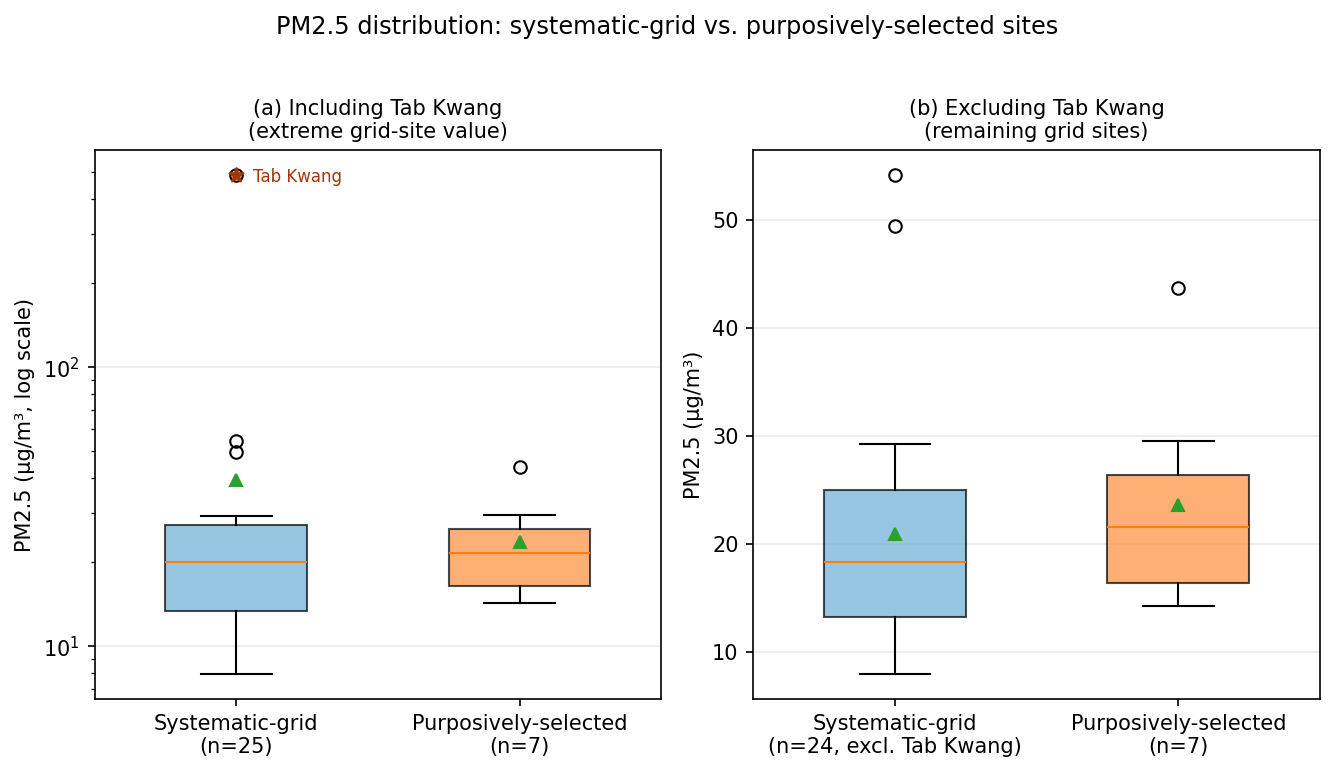 PM2.5 distribution: systematic-grid vs. purposively-selected sites
(a) Including Tab Kwang
(extreme grid-site value)
PM2.5 (µg/m³, log scale)
10²
10¹
Tab Kwang
Systematic-grid
(n=25)
Purposively-selected
(n=7)
(b) Excluding Tab Kwang
(remaining grid sites)
PM2.5 (µg/m³)
50
40
30
20
10
Systematic-grid
(n=24, excl. Tab Kwang)
Purposively-selected
(n=7)